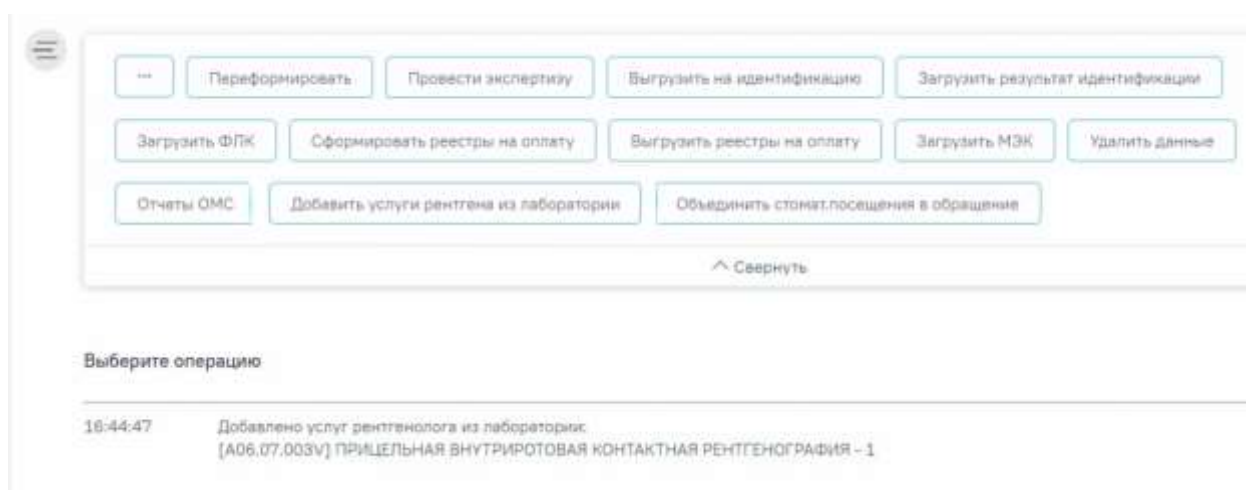 ... Переформировать Провести экспертизу Выгрузить на идентификацию Загрузить результат идентификации
Загрузить ФЛК Сформировать реестры на оплату Выгрузить реестры на оплату Загрузить МЭК Удалить данные
Отчеты ОМС Добавить услуги рентгена из лаборатории Объединить стомат.посещения в обращение
Свернуть
Выберите операцию
16:44:47 Добавлено услуг рентгенолога из лаборатории:
[A06.07.003V] ПРИЦЕЛЬНАЯ ВНУТРИРОТОВАЯ КОНТАКТНАЯ РЕНТГЕНОГРАФИЯ – 1